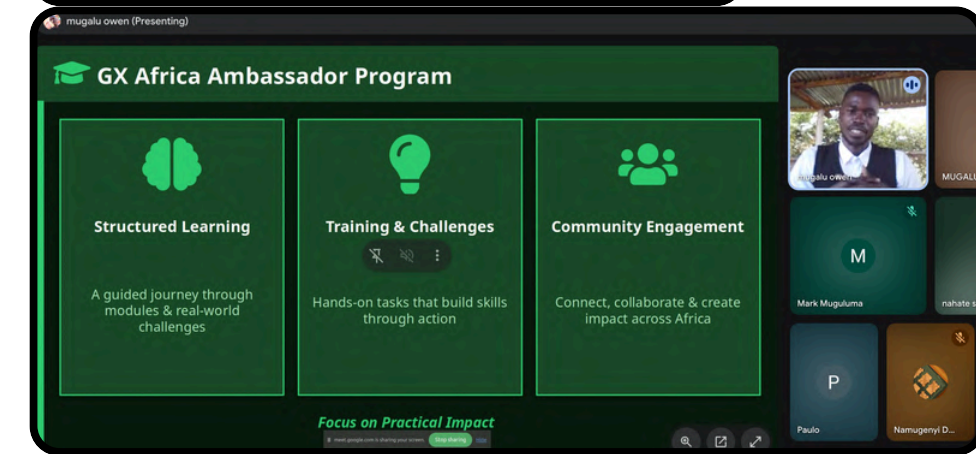 mugalu owen (Presenting)
GX Africa Ambassador Program
Structured Learning
A guided journey through
modules & real-world
challenges
Training & Challenges
Hands-on tasks that build skills
through action
Community Engagement
Connect, collaborate & create
impact across Africa
Focus on Practical Impact
meet.google.com is sharing your screen.
Stop sharing
Hide
mugalu owen
MUGALU
M
Mark Muguluma
nahate s
P
Paulo
Namugenyi D...